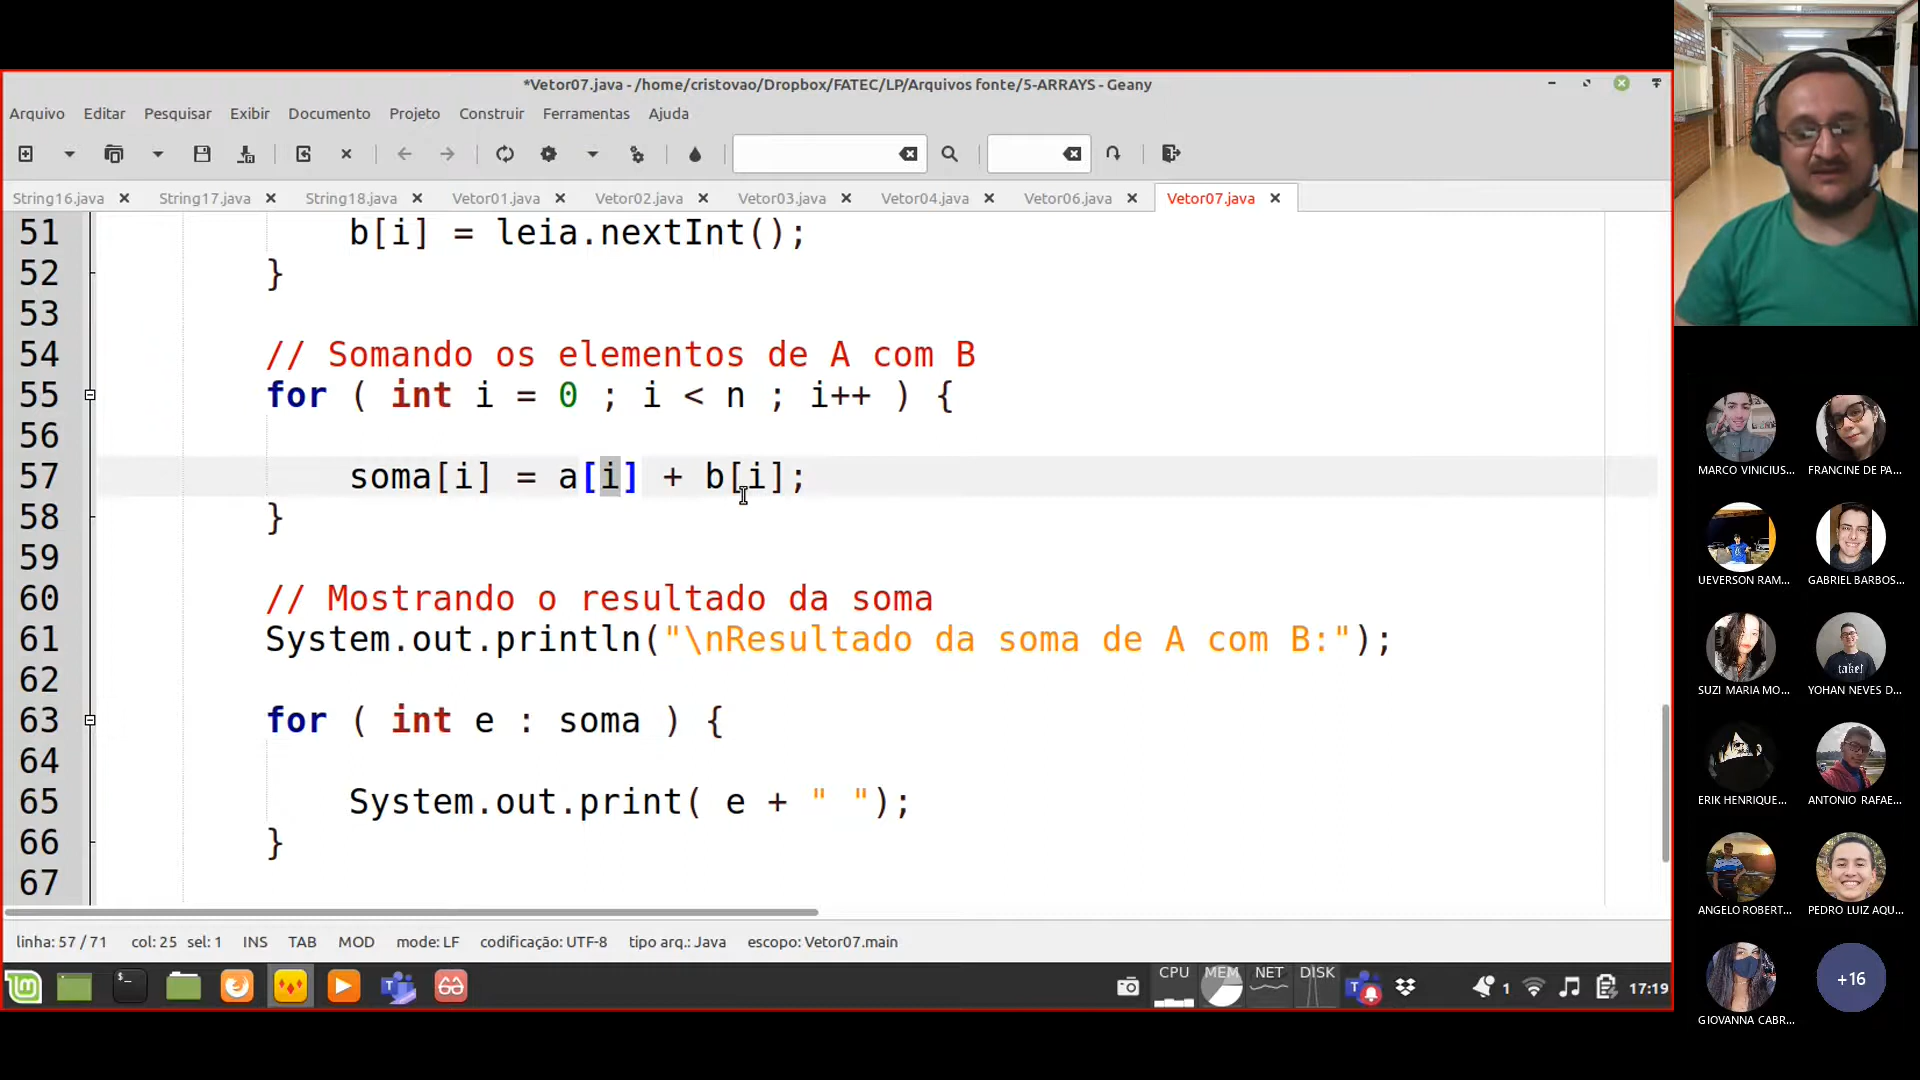 *Vetor07.java - /home/cristovao/Dropbox/FATEC/LP/Arquivos fonte/5-ARRAYS - Geany
Arquivo Editar Pesquisar Exibir Documento Projeto Construir Ferramentas Ajuda
String16.java String17.java String18.java Vetor01.java Vetor02.java Vetor03.java Vetor04.java Vetor06.java Vetor07.java
51 b[i] = leia.nextInt();
52 }
53
54 // Somando os elementos de A com B
55 for ( int i = 0 ; i < n ; i++ ) {
56
57 soma[i] = a[i] + b[i];
58 }
59
60 // Mostrando o resultado da soma
61 System.out.println("\nResultado da soma de A com B:");
62
63 for ( int e : soma ) {
64
65 System.out.print( e + " ");
66 }
67
linha: 57 / 71 col: 25 sel: 1 INS TAB MOD mode: LF codificação: UTF-8 tipo arq.: Java escopo: Vetor07.main
CPU MEM NET DISK
1 17:19
MARCO VINICIUS... FRANCINE DE PA...
UEVERSON RAM... GABRIEL BARBOS...
SUZI MARIA MO... YOHAN NEVES D...
ERIK HENRIQUE... ANTONIO RAFAE...
ANGELO ROBERT... PEDRO LUIZ AQU...
GIOVANNA CABR... +16